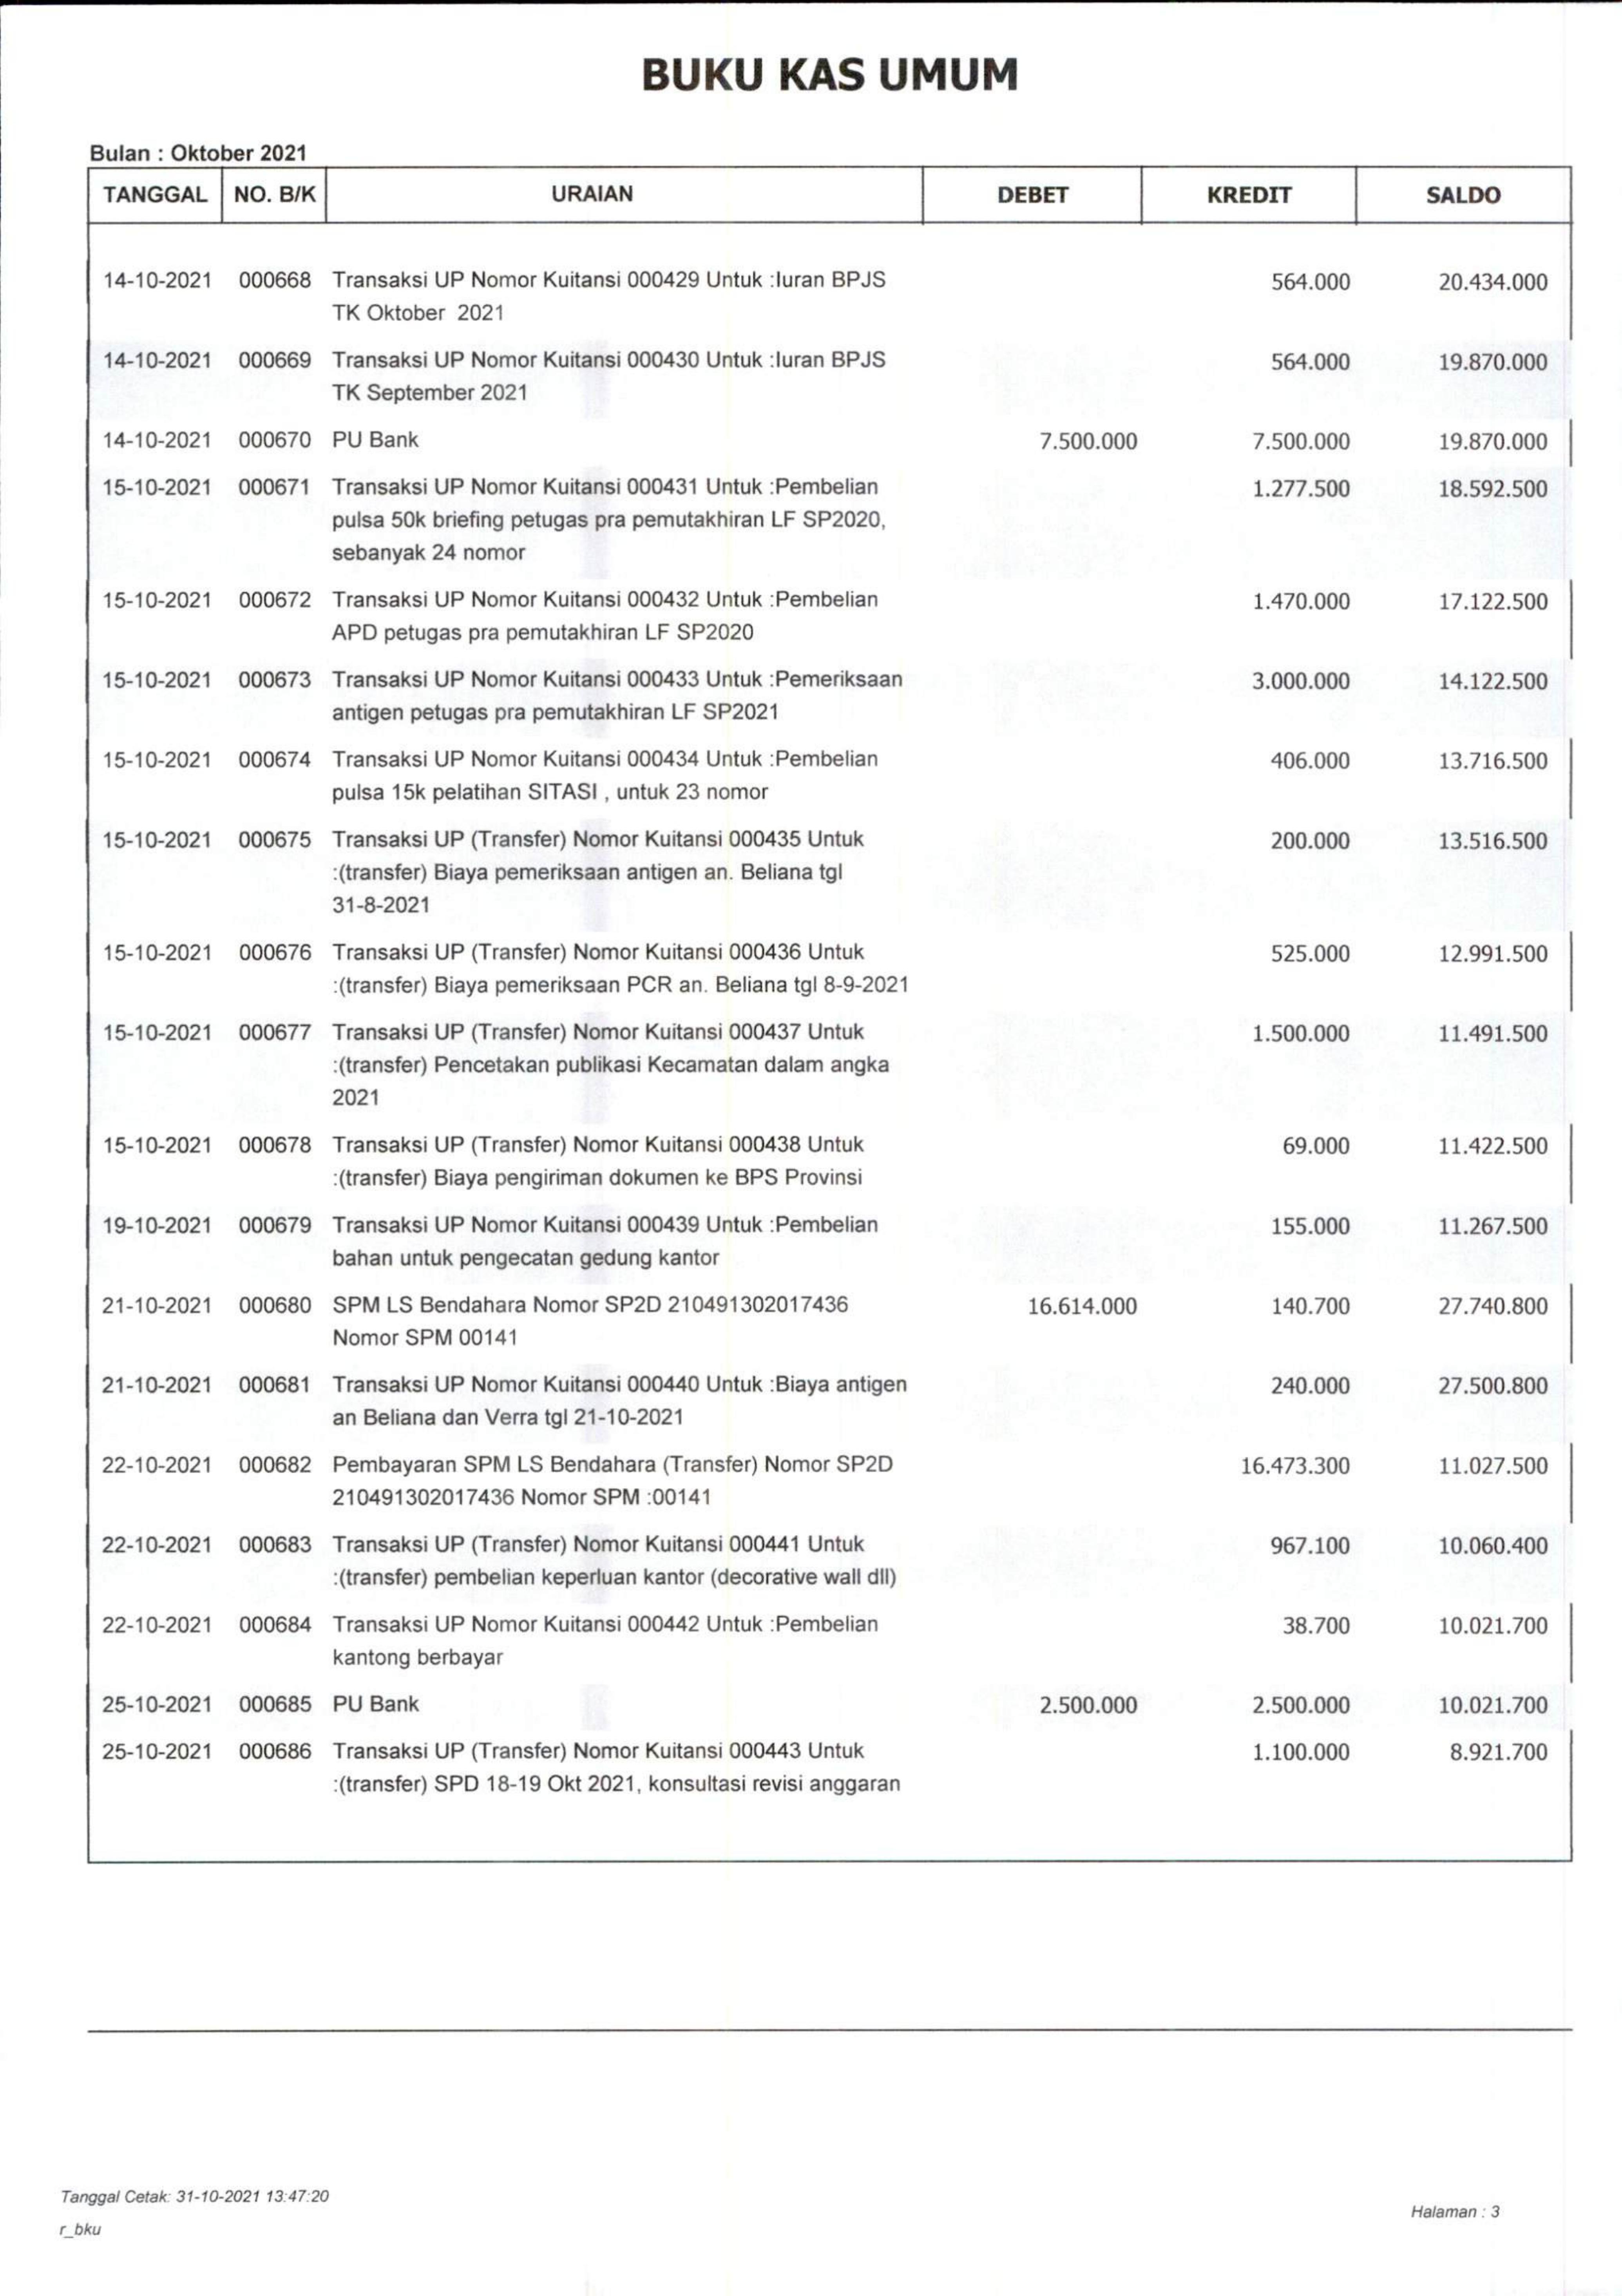 BUKU KAS UMUM
Bulan : Oktober 2021
TANGGAL NO. B/K URAIAN DEBET KREDIT SALDO
14-10-2021 000668 Transaksi UP Nomor Kuitansi 000429 Untuk :Iuran BPJS 564.000 20.434.000
TK Oktober 2021
14-10-2021 000669 Transaksi UP Nomor Kuitansi 000430 Untuk :Iuran BPJS 564.000 19.870.000
TK September 2021
14-10-2021 000670 PU Bank 7.500.000 7.500.000 19.870.000
15-10-2021 000671 Transaksi UP Nomor Kuitansi 000431 Untuk :Pembelian 1.277.500 18.592.500
pulsa 50k briefing petugas pra pemutakhiran LF SP2020,
sebanyak 24 nomor
15-10-2021 000672 Transaksi UP Nomor Kuitansi 000432 Untuk :Pembelian 1.470.000 17.122.500
APD petugas pra pemutakhiran LF SP2020
15-10-2021 000673 Transaksi UP Nomor Kuitansi 000433 Untuk :Pemeriksaan 3.000.000 14.122.500
antigen petugas pra pemutakhiran LF SP2021
15-10-2021 000674 Transaksi UP Nomor Kuitansi 000434 Untuk :Pembelian 406.000 13.716.500
pulsa 15k pelatihan SITASI , untuk 23 nomor
15-10-2021 000675 Transaksi UP (Transfer) Nomor Kuitansi 000435 Untuk 200.000 13.516.500
:(transfer) Biaya pemeriksaan antigen an. Beliana tgl
31-8-2021
15-10-2021 000676 Transaksi UP (Transfer) Nomor Kuitansi 000436 Untuk 525.000 12.991.500
:(transfer) Biaya pemeriksaan PCR an. Beliana tgl 8-9-2021
15-10-2021 000677 Transaksi UP (Transfer) Nomor Kuitansi 000437 Untuk 1.500.000 11.491.500
:(transfer) Pencetakan publikasi Kecamatan dalam angka
2021
15-10-2021 000678 Transaksi UP (Transfer) Nomor Kuitansi 000438 Untuk 69.000 11.422.500
:(transfer) Biaya pengiriman dokumen ke BPS Provinsi
19-10-2021 000679 Transaksi UP Nomor Kuitansi 000439 Untuk :Pembelian 155.000 11.267.500
bahan untuk pengecatan gedung kantor
21-10-2021 000680 SPM LS Bendahara Nomor SP2D 210491302017436 16.614.000 140.700 27.740.800
Nomor SPM 00141
21-10-2021 000681 Transaksi UP Nomor Kuitansi 000440 Untuk :Biaya antigen 240.000 27.500.800
an Beliana dan Verra tgl 21-10-2021
22-10-2021 000682 Pembayaran SPM LS Bendahara (Transfer) Nomor SP2D 16.473.300 11.027.500
210491302017436 Nomor SPM :00141
22-10-2021 000683 Transaksi UP (Transfer) Nomor Kuitansi 000441 Untuk 967.100 10.060.400
:(transfer) pembelian keperluan kantor (decorative wall dll)
22-10-2021 000684 Transaksi UP Nomor Kuitansi 000442 Untuk :Pembelian 38.700 10.021.700
kantong berbayar
25-10-2021 000685 PU Bank 2.500.000 2.500.000 10.021.700
25-10-2021 000686 Transaksi UP (Transfer) Nomor Kuitansi 000443 Untuk 1.100.000 8.921.700
:(transfer) SPD 18-19 Okt 2021, konsultasi revisi anggaran
Tanggal Cetak: 31-10-2021 13:47:20
Halaman : 3
r_bku